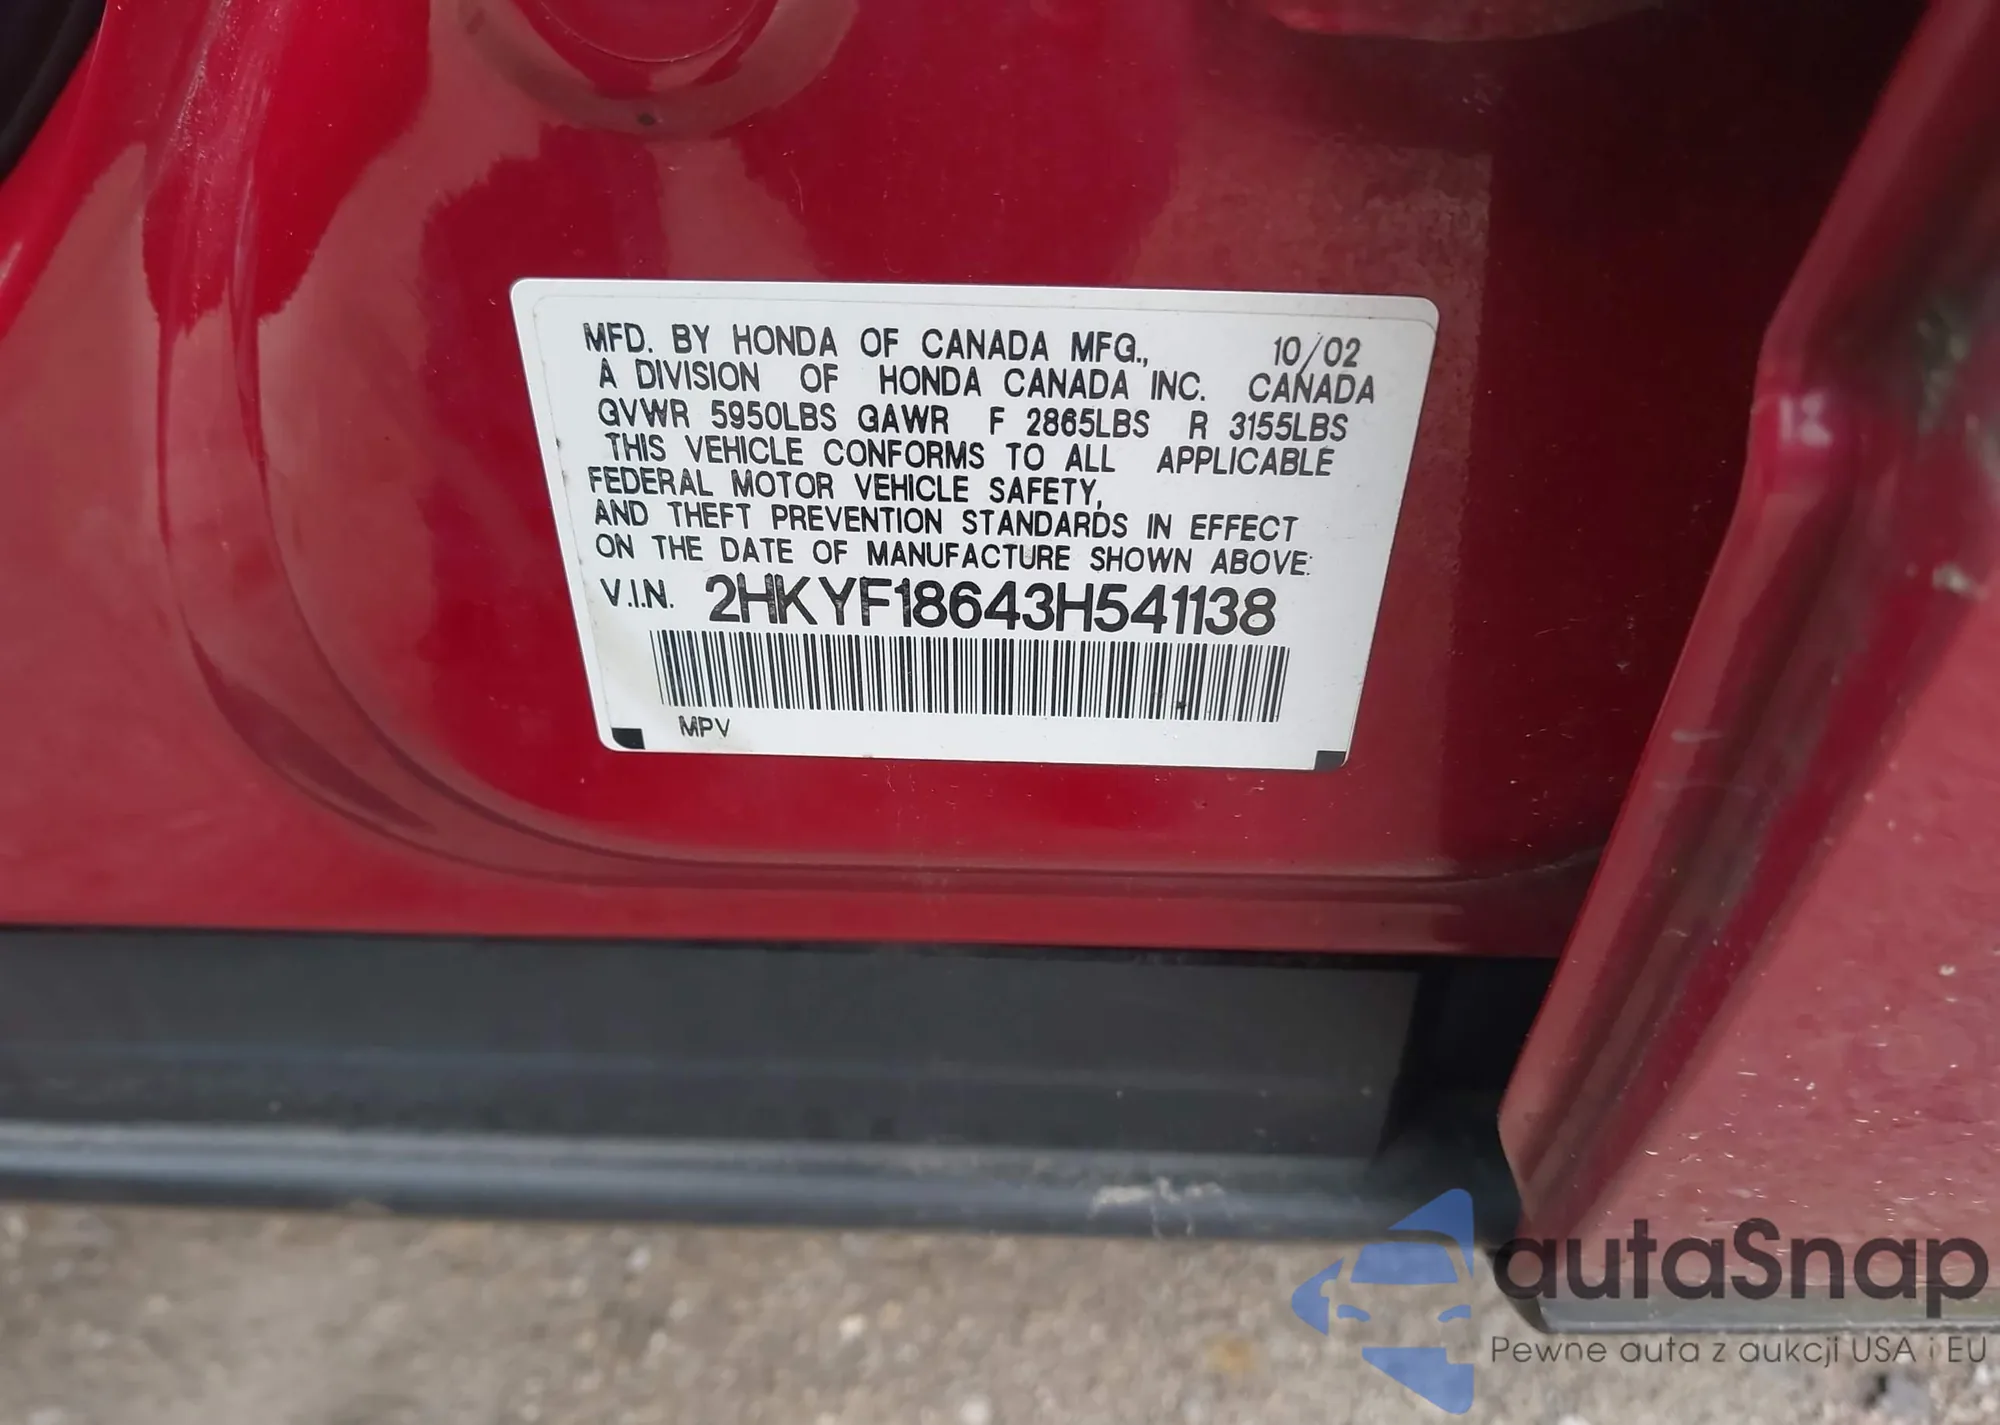 MFD. BY HONDA OF CANADA MFG., 10/02
A DIVISION OF HONDA CANADA INC. CANADA
GVWR 5950LBS GAWR F 2865LBS R 3155LBS
THIS VEHICLE CONFORMS TO ALL APPLICABLE
FEDERAL MOTOR VEHICLE SAFETY,
AND THEFT PREVENTION STANDARDS IN EFFECT
ON THE DATE OF MANUFACTURE SHOWN ABOVE:
V.I.N. 2HKYF18643H541138
MPV
autaSnap
Pewne auta z aukcji USA i EU